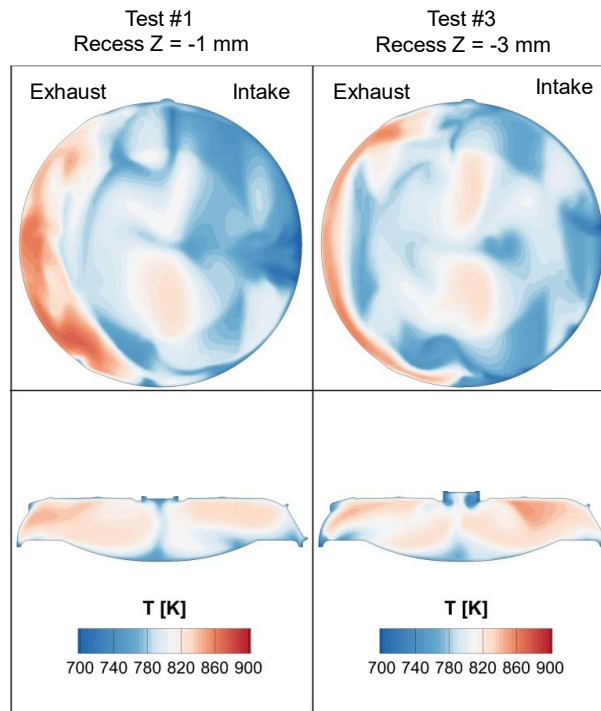 Test #1
Recess Z = -1 mm
Test #3
Recess Z = -3 mm
Exhaust
Intake
Exhaust
Intake
T [K]
700 740 780 820 860 900
T [K]
700 740 780 820 860 900